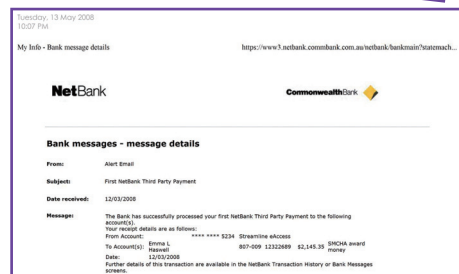 Tuesday, 13 May 2008
10:07 PM
My Info - Bank message details https://www3.netbank.commbank.com.au/netbank/bankmain?statemach...
NetBank CommonwealthBank
Bank messages - message details
From: Alert Email
Subject: First NetBank Third Party Payment
Date received: 12/03/2008
Message: The Bank has successfully processed your first NetBank Third Party Payment to the following
account(s).
Your receipt details are as follows:
From Account: **** **** 5234 Streamline eAccess
To Account(s): Emma L Haswell 807-009 12322689 $2,145.35 SMCHA award money
Date: 12/03/2008
Further details of this transaction are available in the NetBank Transaction History or Bank Messages
screens.